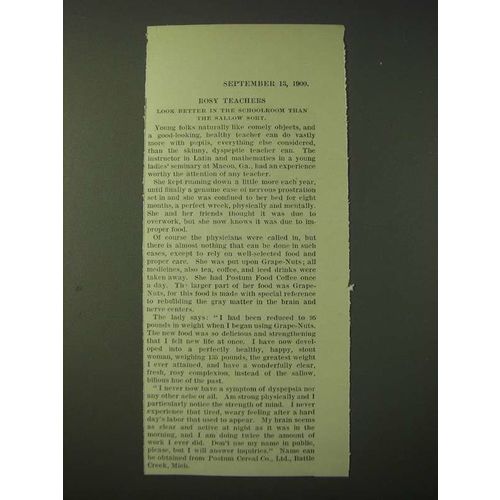 SEPTEMBER 13, 1900.
ROSY TEACHERS
LOOK BETTER IN THE SCHOOLROOM THAN
THE SALLOW SORT.
Young folks naturally like comely objects, and
a good-looking, healthy teacher can do vastly
more with pupils, everything else considered,
than the skinny, dyspeptic teacher can. The
instructor in Latin and mathematics in a young
ladies' seminary at Macon, Ga., had an experience
worthy the attention of any teacher.
She kept running down a little more each year,
until finally a genuine case of nervous prostration
set in and she was confined to her bed for eight
months, a perfect wreck, physically and mentally.
She and her friends thought it was due to
overwork, but she now knows it was due to im-
proper food.
Of course the physicians were called in, but
there is almost nothing that can be done in such
cases, except to rely on well-selected food and
proper care. She was put upon Grape-Nuts; all
medicines, also tea, coffee, and iced drinks were
taken away. She had Postum Food Coffee once
a day. The larger part of her food was Grape-
Nuts, for this food is made with special reference
to rebuilding the gray matter in the brain and
nerve centers.
The lady says: "I had been reduced to 95
pounds in weight when I began using Grape-Nuts.
The new food was so delicious and strengthening
that I felt new life at once. I have now devel-
oped into a perfectly healthy, happy, stout
woman, weighing 135 pounds, the greatest weight
I ever attained, and have a wonderfully clear,
fresh, rosy complexion, instead of the sallow,
bilious hue of the past.
"I never now have a symptom of dyspepsia nor
any other ache or ail. Am strong physically and I
particularly notice the strength of mind. I never
experience that tired, weary feeling after a hard
day's labor that used to appear. My brain seems
as clear and active at night as it was in the
morning, and I am doing twice the amount of
work I ever did. Don't use my name in public,
please, but I will answer inquiries." Name can
be obtained from Postum Cereal Co., Ltd., Battle
Creek, Mich.